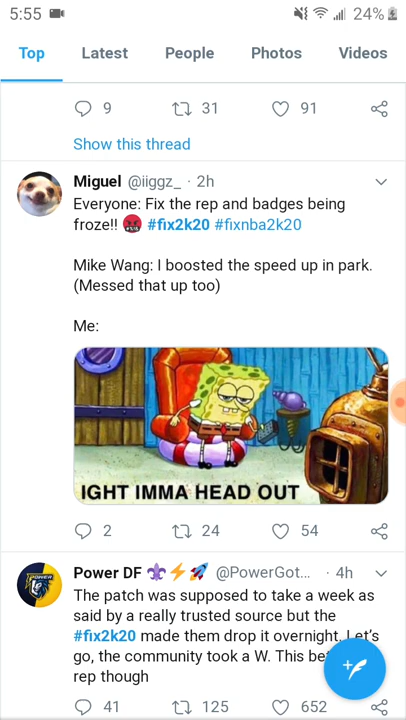 5:55 24%
Top Latest People Photos Videos
9 31 91
Show this thread
Miguel @iiggz_ · 2h
Everyone: Fix the rep and badges being
froze!! #fix2k20 #fixnba2k20
Mike Wang: I boosted the speed up in park.
(Messed that up too)
Me:
IGHT IMMA HEAD OUT
2 24 54
Power DF ⚜️⚡🚀 @PowerGot... · 4h
The patch was supposed to take a week as
said by a really trusted source but the
#fix2k20 made them drop it overnight. Let's
go, the community took a W. This
rep though
41 125 652